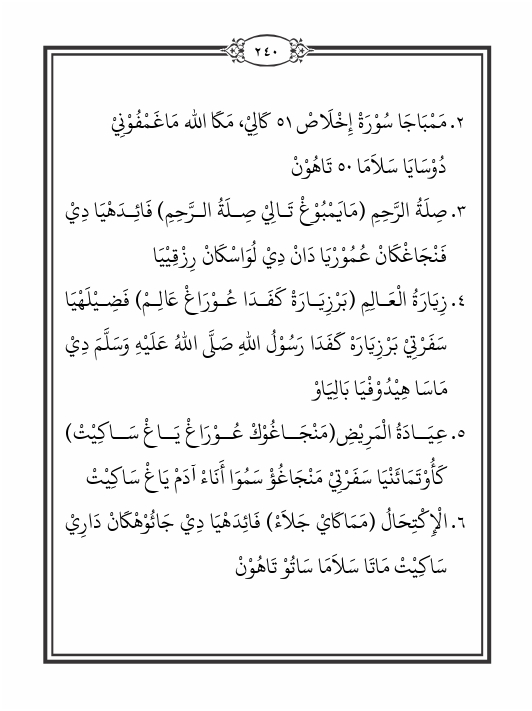 ٢٤٠
٢. مَمْبَاجَا سُوْرَةْ إِخْلَاصْ ٥١ كَالِيْ، مَكَا الله مَاغَمْفُوْنِيْ
دُوْسَايَا سَلَامَا ٥٠ تَاهُوْنْ
٣. صِلَةُ الرَّحِمِ (مَايَمْبُوْغْ تَالِيْ صِلَةُ الرَّحِمِ) فَائِدَهْيَا دِيْ
فَنْجَاغْكَانْ عُمُوْرْيَا دَانْ دِيْ لُوَاسْكَانْ رِزْقِيْيَا
٤. زِيَارَةُ الْعَالِمِ (بَرْزِيَارَةْ كَفَدَا عُوْرَاغْ عَالِمْ) فَضِيْلَهْيَا
سَفَرْتِيْ بَرْزِيَارَهْ كَفَدَا رَسُوْلُ اللهِ صَلَّى اللهُ عَلَيْهِ وَسَلَّمَ دِيْ
مَاسَا هِيْدُوْفْيَا بَالِيَاوْ
٥. عِيَادَةُ الْمَرِيْضِ(مَنْجَاغُوْكْ عُوْرَاغْ يَاغْ سَاكِيْتْ)
كَأُوْتَمَائَنْيَا سَفَرْتِيْ مَنْجَاغُؤْ سَمُوَا أَنَاءْ آدَمْ يَاغْ سَاكِيْتْ
٦. الْإِكْتِحَالُ (مَمَاكَايْ جَلَاءْ) فَائِدَهْيَا دِيْ جَائُوْهْكَانْ دَارِيْ
سَاكِيْتْ مَاتَا سَلَامَا سَاتُوْ تَاهُوْنْ